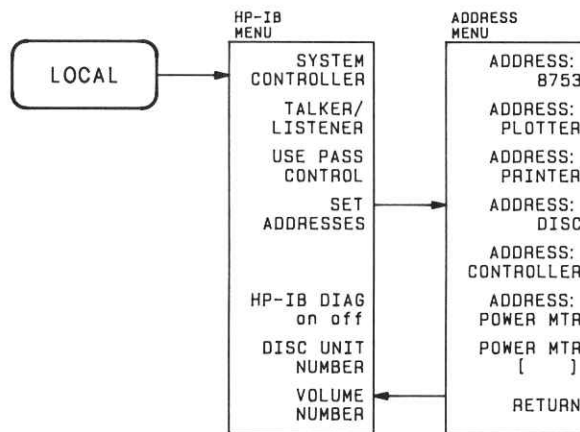 LOCAL
HP-IB
MENU
SYSTEM
CONTROLLER
TALKER/
LISTENER
USE PASS
CONTROL
SET
ADDRESSES
HP-IB DIAG
on off
DISC UNIT
NUMBER
VOLUME
NUMBER
ADDRESS
MENU
ADDRESS:
8753
ADDRESS:
PLOTTER
ADDRESS:
PRINTER
ADDRESS:
DISC
ADDRESS:
CONTROLLER
ADDRESS:
POWER MTR
POWER MTR
[ ]
RETURN